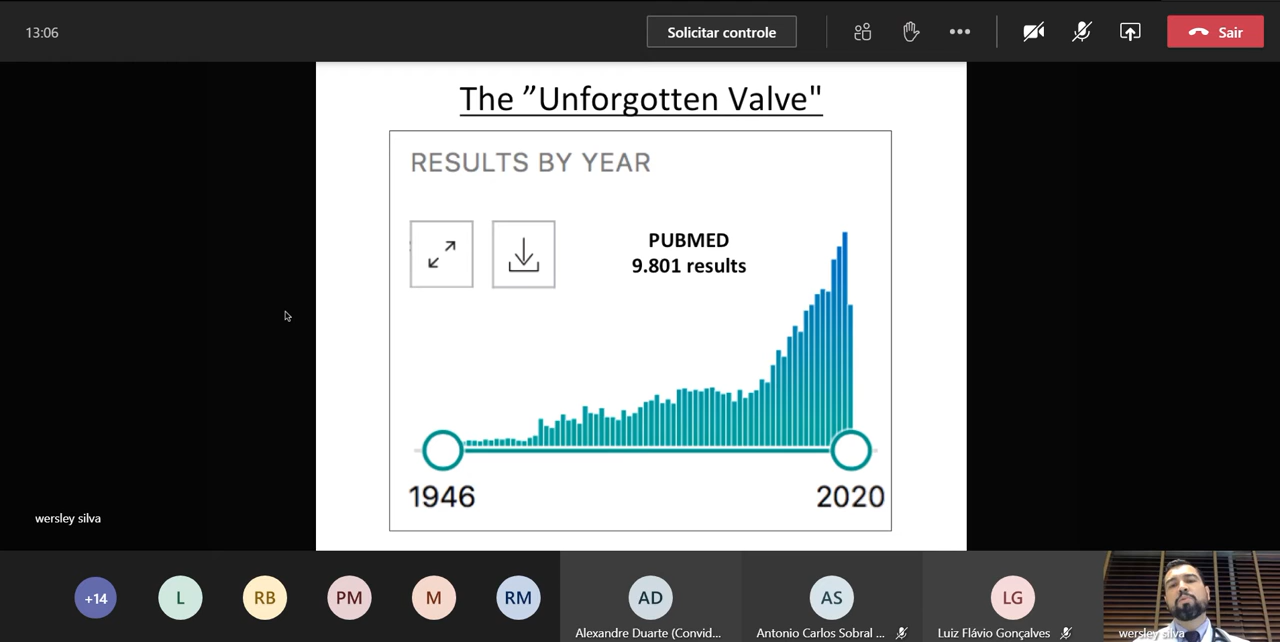 13:06
Solicitar controle
Sair
The ”Unforgotten Valve"
RESULTS BY YEAR
PUBMED
9.801 results
1946
2020
wersley silva
+14
L
RB
PM
M
RM
AD
AS
LG
Alexandre Duarte (Convid...
Antonio Carlos Sobral ...
Luiz Flávio Gonçalves
wersley silva